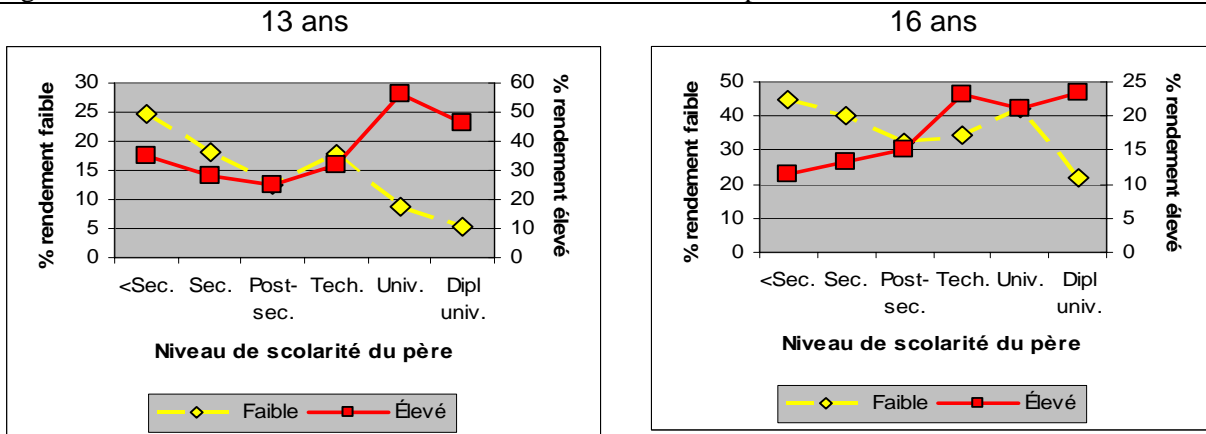 13 ans
% rendement faible
30
25
20
15
10
5
0
60
50
40
30
20
10
0
% rendement élevé
<Sec. Sec. Post- Tech. Univ. Dipl
sec. univ.
Niveau de scolarité du père
Faible Élevé
16 ans
% rendement faible
50
40
30
20
10
0
25
20
15
10
5
0
% rendement élevé
<Sec. Sec. Post- Tech. Univ. Dipl
sec. univ.
Niveau de scolarité du père
Faible Élevé